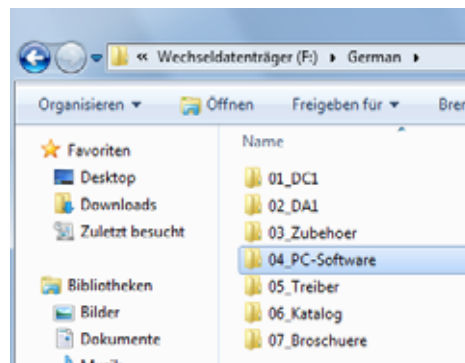 « Wechseldatenträger (F:) ▸ German ▸
Organisieren ▾ Öffnen Freigeben für ▾
Favoriten
Desktop
Downloads
Zuletzt besucht
Bibliotheken
Bilder
Dokumente
Name
01_DC1
02_DA1
03_Zubehoer
04_PC-Software
05_Treiber
06_Katalog
07_Broschuere